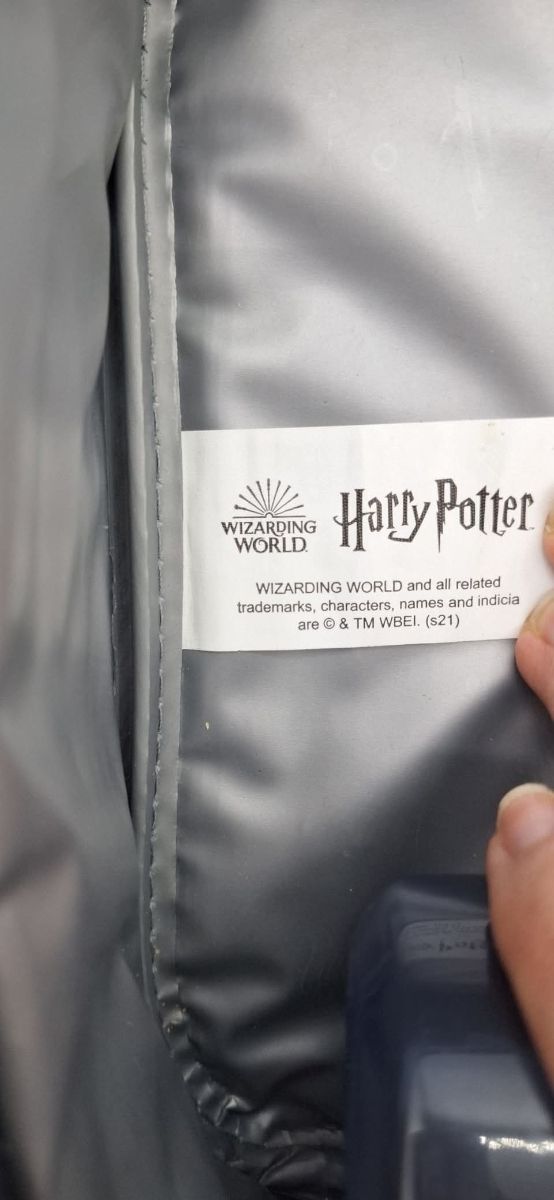 WIZARDING
WORLD
Harry Potter
WIZARDING WORLD and all related
trademarks, characters, names and indicia
are © & TM WBEI. (s21)